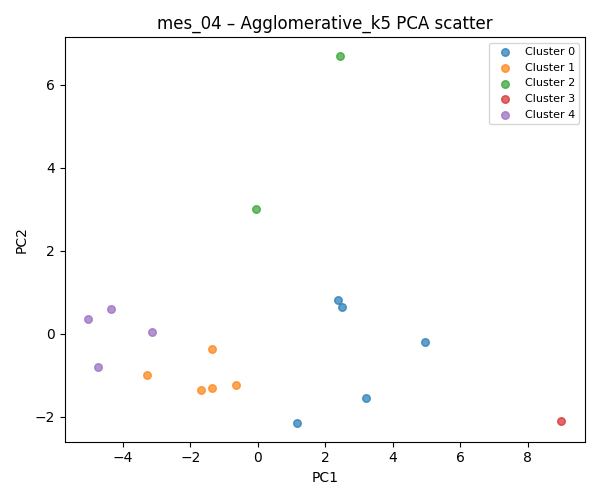 mes_04 – Agglomerative_k5 PCA scatter
Cluster 0
Cluster 1
Cluster 2
Cluster 3
Cluster 4
PC2
6
4
2
0
−2
−4 −2 0 2 4 6 8
PC1